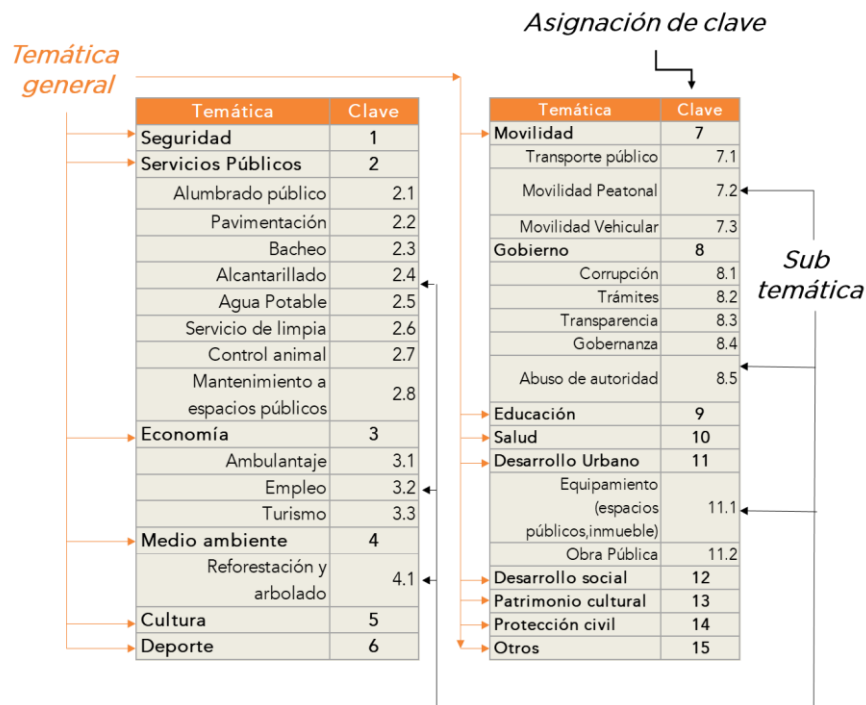 Asignación de clave
Temática
general
Temática Clave
Seguridad 1
Servicios Públicos 2
Alumbrado público 2.1
Pavimentación 2.2
Bacheo 2.3
Alcantarillado 2.4
Agua Potable 2.5
Servicio de limpia 2.6
Control animal 2.7
Mantenimiento a
espacios públicos 2.8
Economía 3
Ambulantaje 3.1
Empleo 3.2
Turismo 3.3
Medio ambiente 4
Reforestación y
arbolado 4.1
Cultura 5
Deporte 6
Temática Clave
Movilidad 7
Transporte público 7.1
Movilidad Peatonal 7.2
Movilidad Vehicular 7.3
Gobierno 8
Corrupción 8.1
Trámites 8.2
Transparencia 8.3
Gobernanza 8.4
Abuso de autoridad 8.5
Educación 9
Salud 10
Desarrollo Urbano 11
Equipamiento
(espacios 11.1
públicos,inmueble)
Obra Pública 11.2
Desarrollo social 12
Patrimonio cultural 13
Protección civil 14
Otros 15
Sub
temática